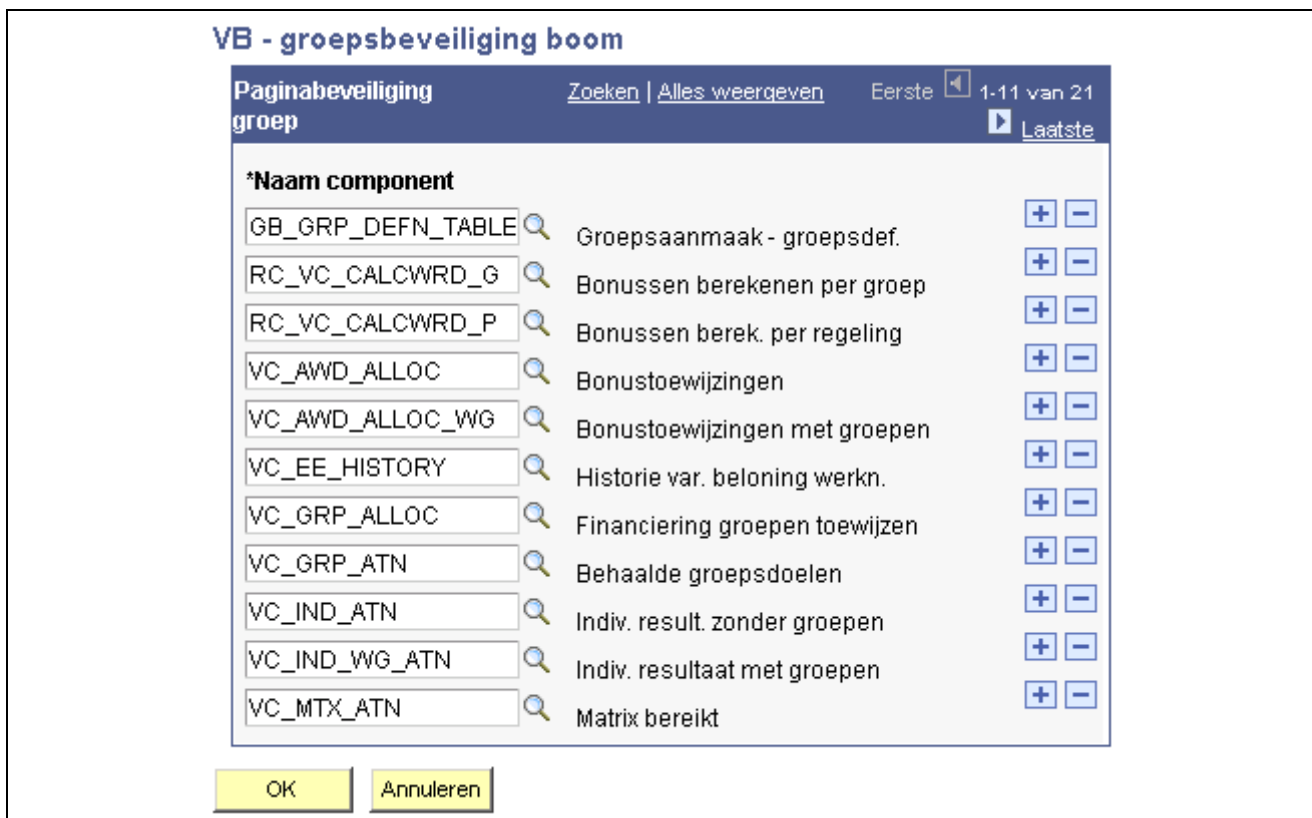 VB - groepsbeveiliging boom
Paginabeveiliging groep Zoeken | Alles weergeven Eerste 1-11 van 21 Laatste
*Naam component
GB_GRP_DEFN_TABLE Groepsaanmaak - groepsdef.
RC_VC_CALCWRD_G Bonussen berekenen per groep
RC_VC_CALCWRD_P Bonussen berek. per regeling
VC_AWD_ALLOC Bonustoewijzingen
VC_AWD_ALLOC_WG Bonustoewijzingen met groepen
VC_EE_HISTORY Historie var. beloning werkn.
VC_GRP_ALLOC Financiering groepen toewijzen
VC_GRP_ATN Behaalde groepsdoelen
VC_IND_ATN Indiv. result. zonder groepen
VC_IND_WG_ATN Indiv. resultaat met groepen
VC_MTX_ATN Matrix bereikt
OK Annuleren